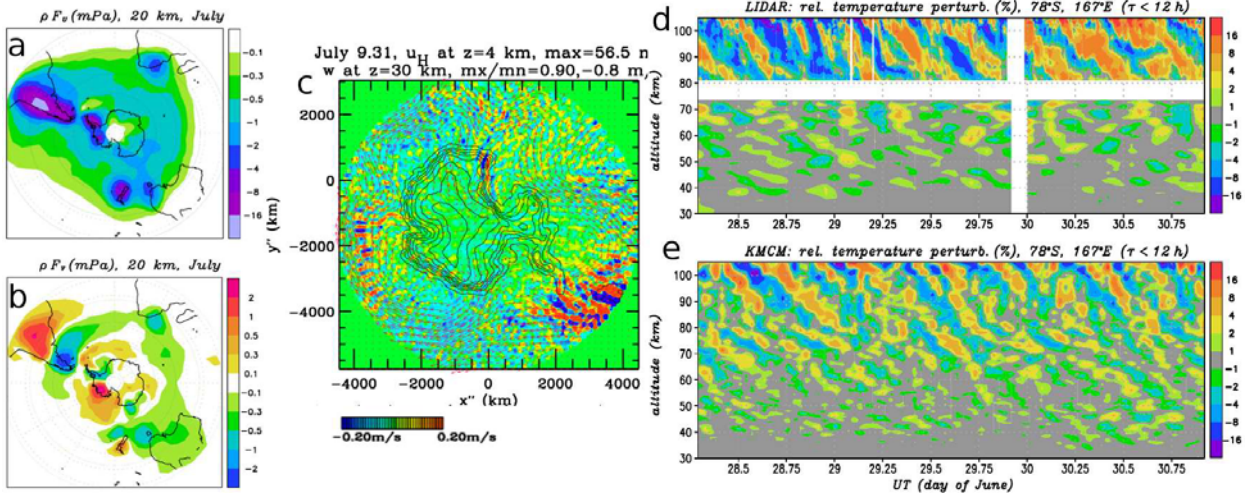 a
ρ F_u (mPa), 20 km, July
-0.1
-0.3
-0.5
-1
-2
-4
-8
-16
b
ρ F_v (mPa), 20 km, July
2
1
0.5
0.3
0.1
-0.1
-0.3
-0.5
-1
-2
c
July 9.31, u_H at z=4 km, max=56.5 n
w at z=30 km, mx/mn=0.90,-0.8 m
2000
0
-2000
-4000
y" (km)
-4000 -2000 0 2000 4000
x" (km)
-0.20m/s 0.20m/s
d
LIDAR: rel. temperature perturb. (%), 78°S, 167°E (τ < 12 h)
altitude (km)
100
90
80
70
60
50
40
30
28.5 28.75 29 29.25 29.5 29.75 30 30.25 30.5 30.75
16
8
4
2
1
-1
-2
-4
-8
-16
e
KMCM: rel. temperature perturb. (%), 78°S, 167°E (τ < 12 h)
altitude (km)
100
90
80
70
60
50
40
30
28.5 28.75 29 29.25 29.5 29.75 30 30.25 30.5 30.75
UT (day of June)
16
8
4
2
1
-1
-2
-4
-8
-16